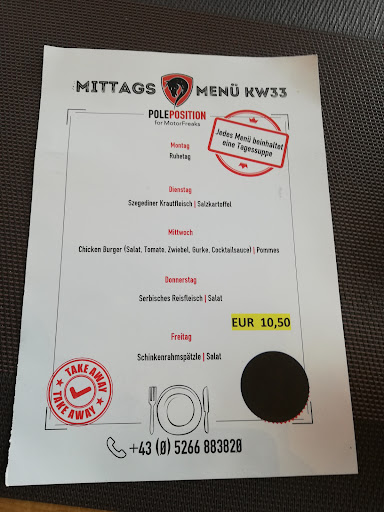 MITTAGS MENÜ KW33
POLEPOSITION
for MotorFreaks
Jedes Menü beinhaltet
eine Tagessuppe
Montag
Ruhetag
Dienstag
Szegediner Krautfleisch | Salzkartoffel
Mittwoch
Chicken Burger (Salat, Tomate, Zwiebel, Gurke, Cocktailsauce) | Pommes
Donnerstag
Serbisches Reisfleisch | Salat
EUR 10,50
Freitag
Schinkenrahmspätzle | Salat
TAKE AWAY
TAKE AWAY
+43 (0) 5266 883820